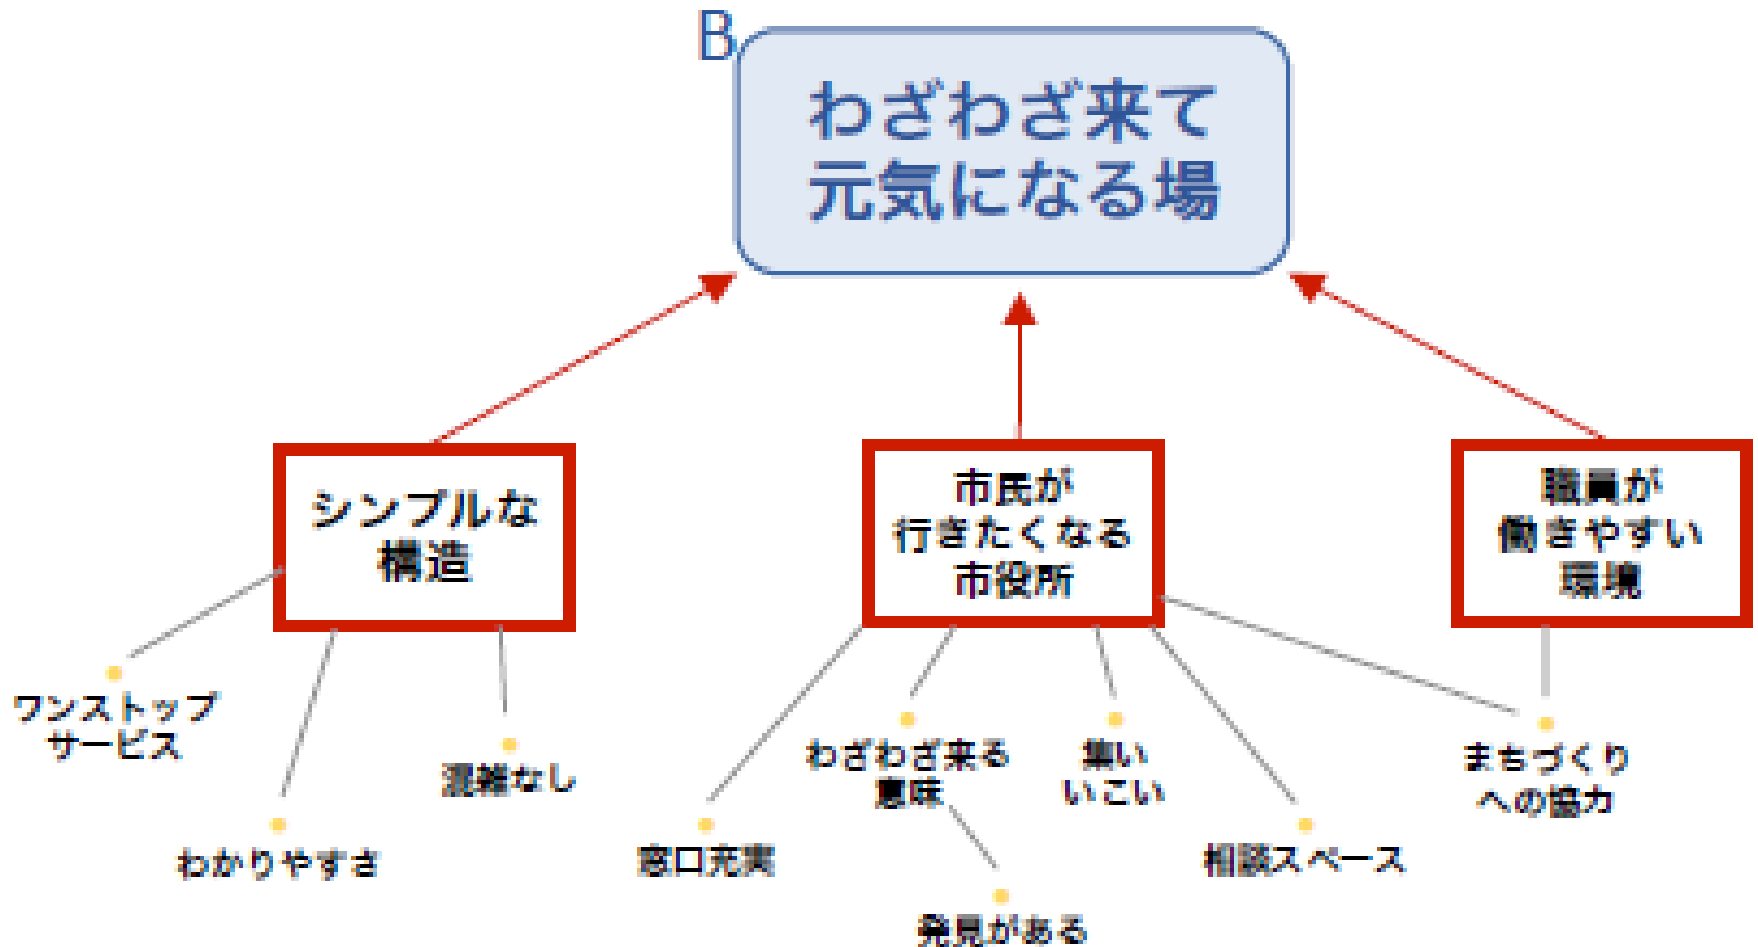 B
わざわざ来て
元気になる場
シンプルな
構造
市民が
行きたくなる
市役所
職員が
働きやすい
環境
ワンストップ
サービス
わかりやすさ
混雑なし
窓口充実
わざわざ来る
意味
発見がある
集い
いこい
相談スペース
まちづくり
への協力